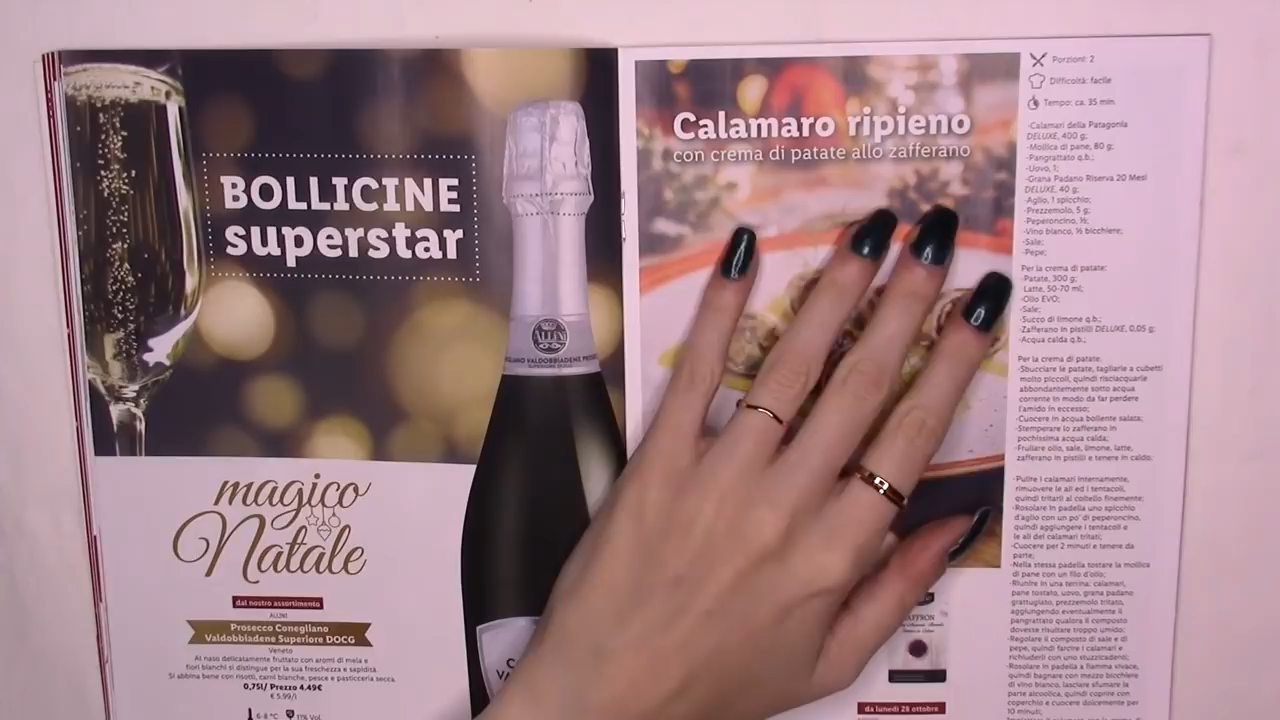 BOLLICINE
superstar
ALLINI
VALDOBBIADENE
SUPERIORE DOCG
magico
Natale
dal nostro assortimento
ALLINI
Prosecco Conegliano
Valdobbiadene Superiore DOCG
Veneto
Al naso delicatamente fruttato con aromi di mela e
fiori bianchi si distingue per la sua freschezza e sapidità.
Si abbina bene con risotti, carni bianche, pesce e pasticceria secca.
0,75l/ Prezzo 4.49€
€ 5.99/l
6-8 °C 11% Vol.
Calamaro ripieno
con crema di patate allo zafferano
da lunedì 28 ottobre
Porzioni: 2
Difficoltà: facile
Tempo: ca. 35 min.
-Calamari della Patagonia
DELUXE, 400 g;
-Mollica di pane, 80 g;
-Pangrattato q.b.;
-Uovo, 1;
-Grana Padano Riserva 20 Mesi
DELUXE, 40 g;
-Aglio, 1 spicchio;
-Prezzemolo, 5 g;
-Peperoncino, ½;
-Vino bianco, ½ bicchiere;
-Sale;
-Pepe;
Per la crema di patate:
-Patate, 300 g;
-Latte, 50-70 ml;
-Olio EVO;
-Sale;
-Succo di limone q.b.;
-Zafferano in pistilli DELUXE, 0,05 g;
-Acqua calda q.b.;
Per la crema di patate:
-Sbucciare le patate, tagliarle a cubetti
molto piccoli, quindi risciacquarle
abbondantemente sotto acqua
corrente in modo da far perdere
l'amido in eccesso;
-Cuocere in acqua bollente salata;
-Stemperare lo zafferano in
pochissima acqua calda;
-Frullare olio, sale, limone, latte,
zafferano in pistilli e tenere in caldo;
-Pulire i calamari internamente,
rimuovere le ali ed i tentacoli,
quindi tritarli al coltello finemente;
-Rosolare in padella uno spicchio
d'aglio con un po' di peperoncino,
quindi aggiungere i tentacoli e
le ali dei calamari tritati;
-Cuocere per 2 minuti e tenere da
parte;
-Nella stessa padella tostare la mollica
di pane con un filo d'olio;
-Riunire in una terrina: calamari,
pane tostato, uovo, grana padano
grattugiato, prezzemolo tritato,
aggiungendo eventualmente il
pangrattato qualora il composto
dovesse risultare troppo umido;
-Regolare il composto di sale e di
pepe, quindi farcire i calamari e
richiuderli con uno stuzzicadenti;
-Rosolare in padella a fiamma vivace,
quindi bagnare con mezzo bicchiere
di vino bianco, lasciare sfumare la
parte alcoolica, quindi coprire con
coperchio e cuocere dolcemente per
10 minuti;